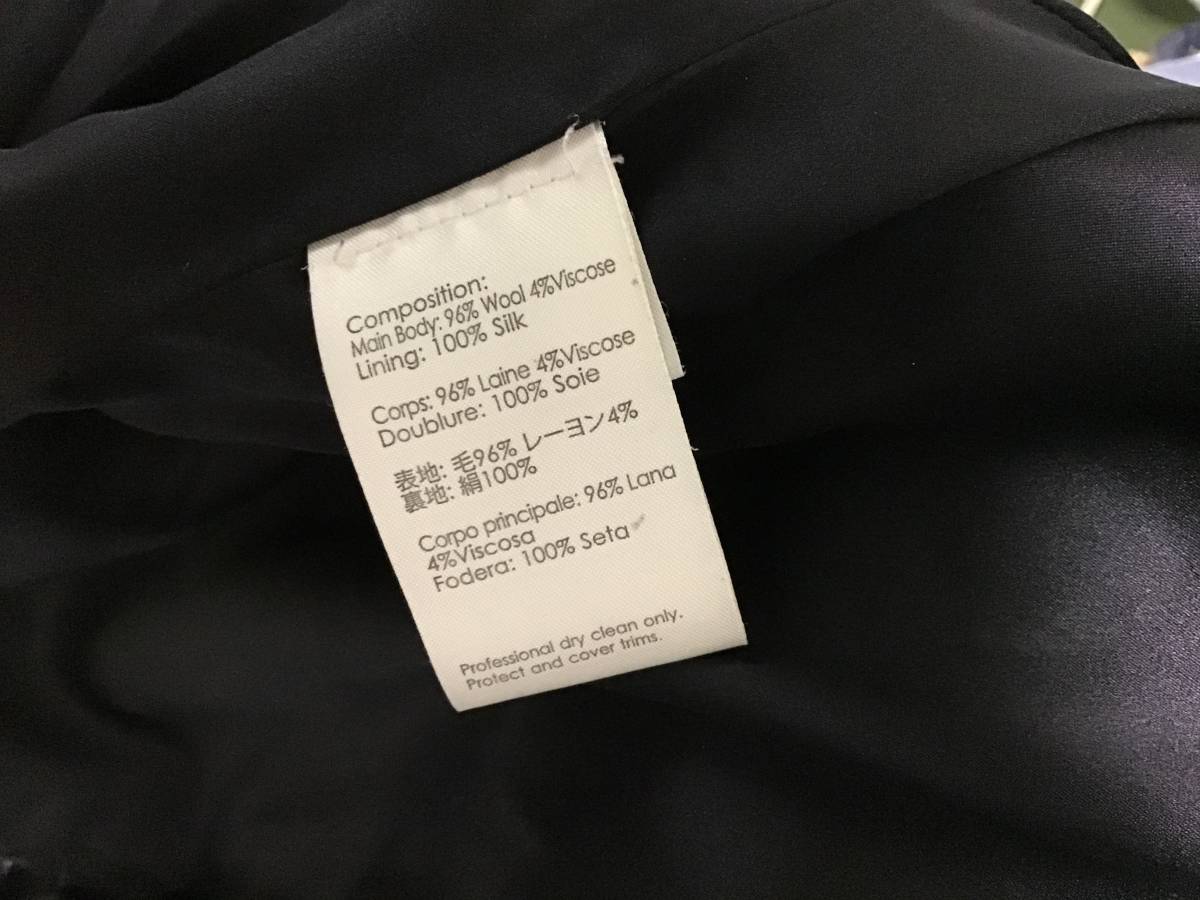 Composition:
Main Body: 96% Wool 4%Viscose
Lining: 100% Silk
Corps: 96% Laine 4%Viscose
Doublure: 100% Soie
表地: 毛96% レーヨン4%
裏地: 絹100%
Corpo principale: 96% Lana
4%Viscosa
Fodera: 100% Seta
Professional dry clean only.
Protect and cover trims.